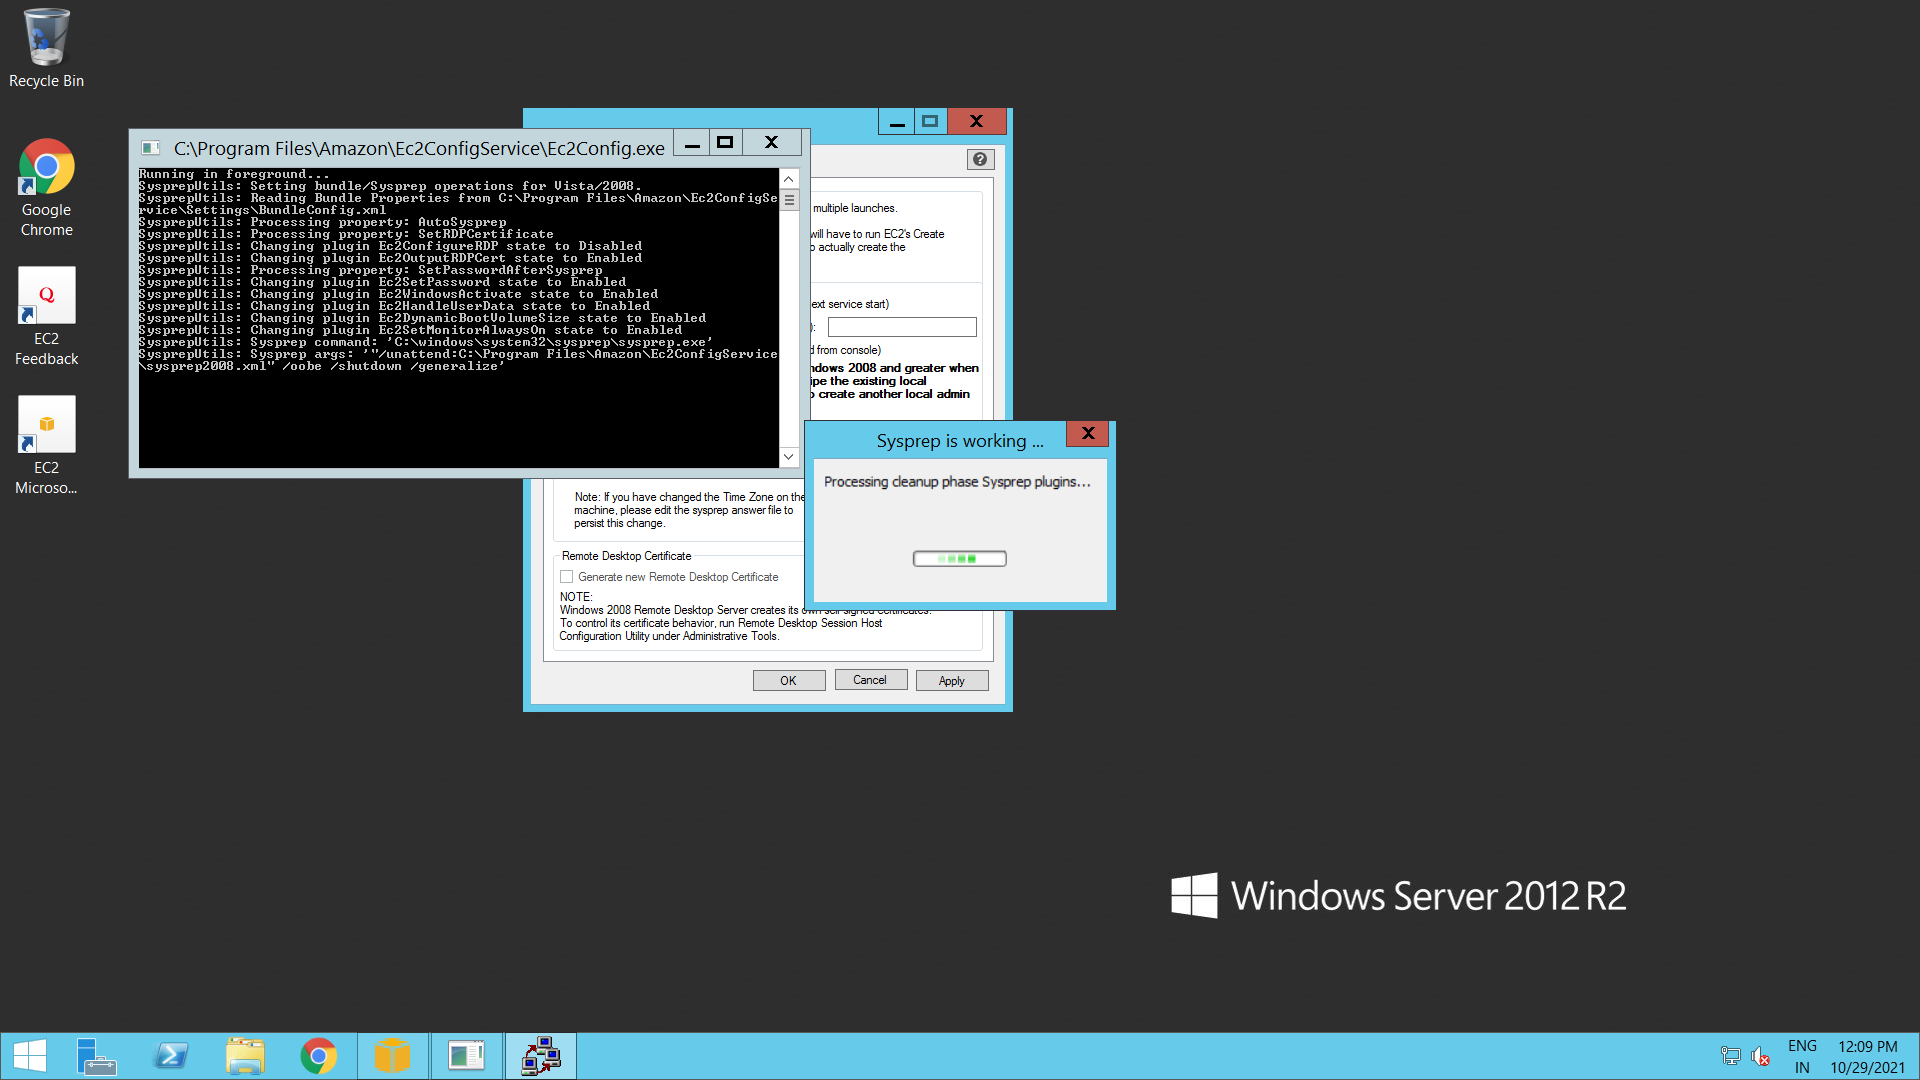 Recycle Bin
Google
Chrome
EC2
Feedback
EC2
Microso...
C:\Program Files\Amazon\Ec2ConfigService\Ec2Config.exe
Running in foreground...
SysprepUtils: Setting bundle/Sysprep operations for Vista/2008.
SysprepUtils: Reading Bundle Properties from C:\Program Files\Amazon\Ec2ConfigSe
rvice\Settings\BundleConfig.xml
SysprepUtils: Processing property: AutoSysprep
SysprepUtils: Processing property: SetRDPCertificate
SysprepUtils: Changing plugin Ec2ConfigureRDP state to Disabled
SysprepUtils: Changing plugin Ec2OutputRDPCert state to Enabled
SysprepUtils: Processing property: SetPasswordAfterSysprep
SysprepUtils: Changing plugin Ec2SetPassword state to Enabled
SysprepUtils: Changing plugin Ec2WindowsActivate state to Enabled
SysprepUtils: Changing plugin Ec2HandleUserData state to Enabled
SysprepUtils: Changing plugin Ec2DynamicBootVolumeSize state to Enabled
SysprepUtils: Changing plugin Ec2SetMonitorAlwaysOn state to Enabled
SysprepUtils: Sysprep command: 'C:\windows\system32\sysprep\sysprep.exe'
SysprepUtils: Sysprep args: '"/unattend:C:\Program Files\Amazon\Ec2ConfigService
\sysprep2008.xml" /oobe /shutdown /generalize'
multiple launches.
will have to run EC2's Create
actually create the
ext service start)
):
d from console)
ndows 2008 and greater when
ipe the existing local
o create another local admin
Sysprep is working ...
Processing cleanup phase Sysprep plugins...
Note: If you have changed the Time Zone on the
machine, please edit the sysprep answer file to
persist this change.
Remote Desktop Certificate
Generate new Remote Desktop Certificate
NOTE:
Windows 2008 Remote Desktop Server creates its own self signed certificates.
To control its certificate behavior, run Remote Desktop Session Host
Configuration Utility under Administrative Tools.
OK
Cancel
Apply
Windows Server 2012 R2
ENG
IN
12:09 PM
10/29/2021